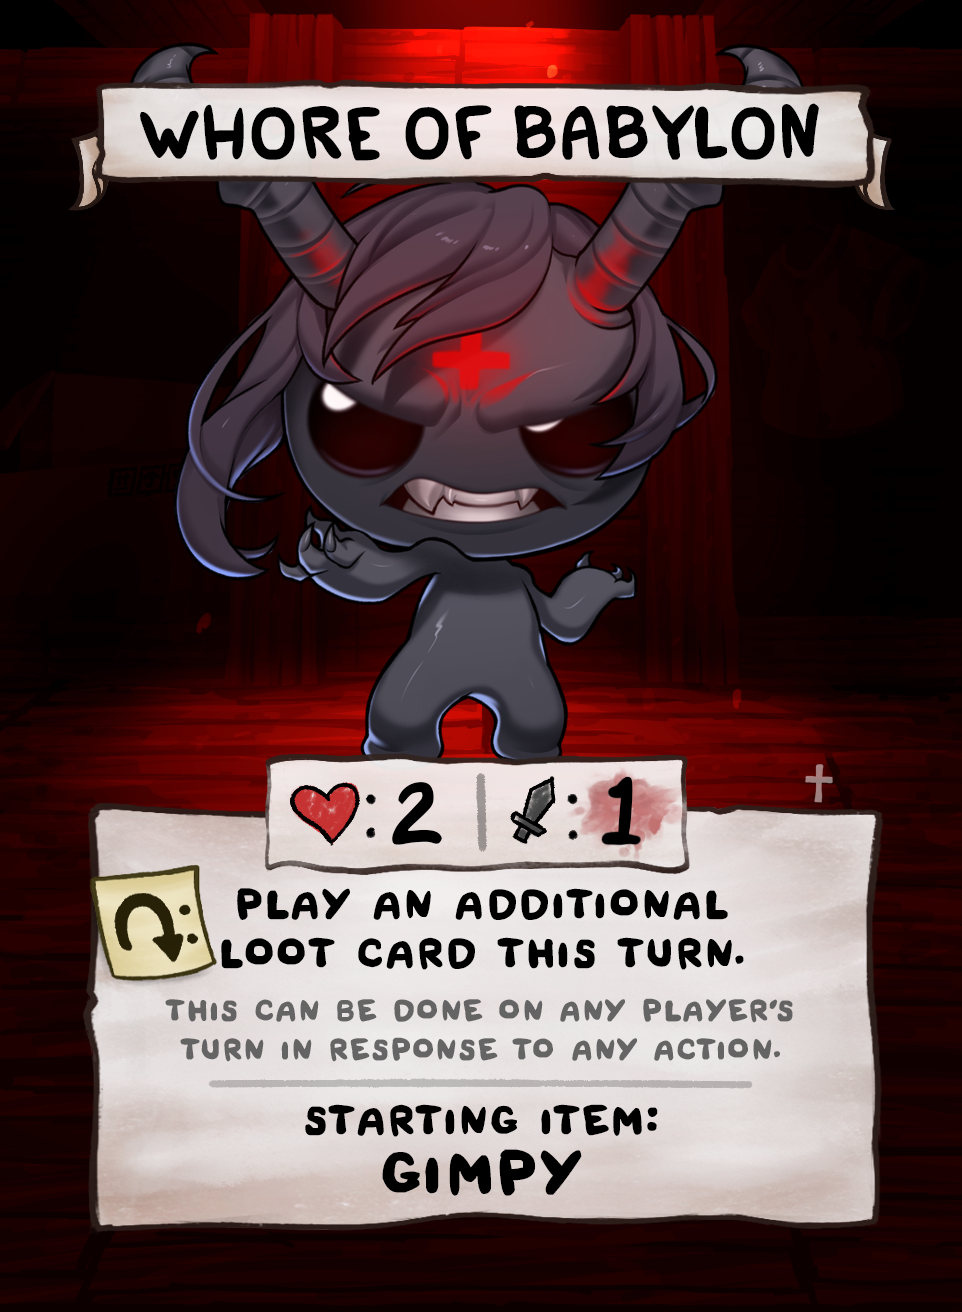 WHORE OF BABYLON
:2 | :1
PLAY AN ADDITIONAL
LOOT CARD THIS TURN.
THIS CAN BE DONE ON ANY PLAYER'S
TURN IN RESPONSE TO ANY ACTION.
STARTING ITEM:
GIMPY